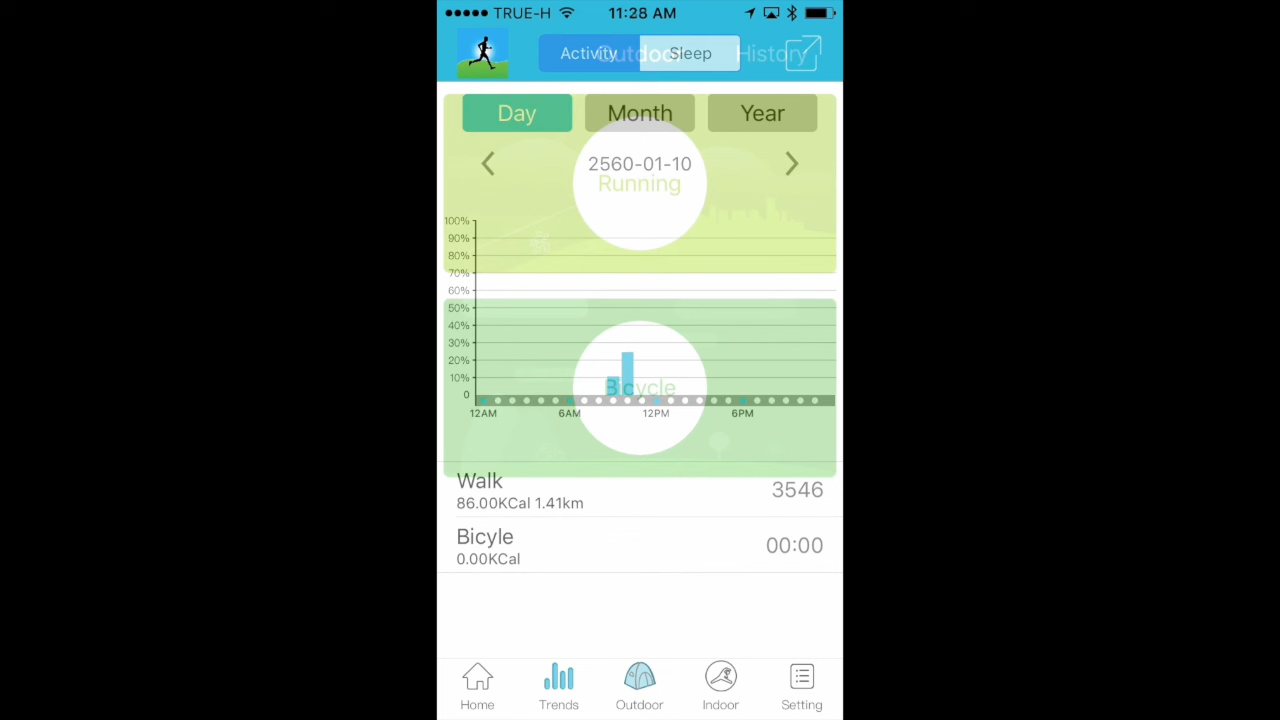 TRUE-H 11:28 AM
Activity Sleep
Outdoor History
Day Month Year
2560-01-10
Running
100%
90%
80%
70%
60%
50%
40%
30%
20%
10%
0
Bicycle
12AM 6AM 12PM 6PM
Walk 3546
86.00KCal 1.41km
Bicyle 00:00
0.00KCal
Home Trends Outdoor Indoor Setting